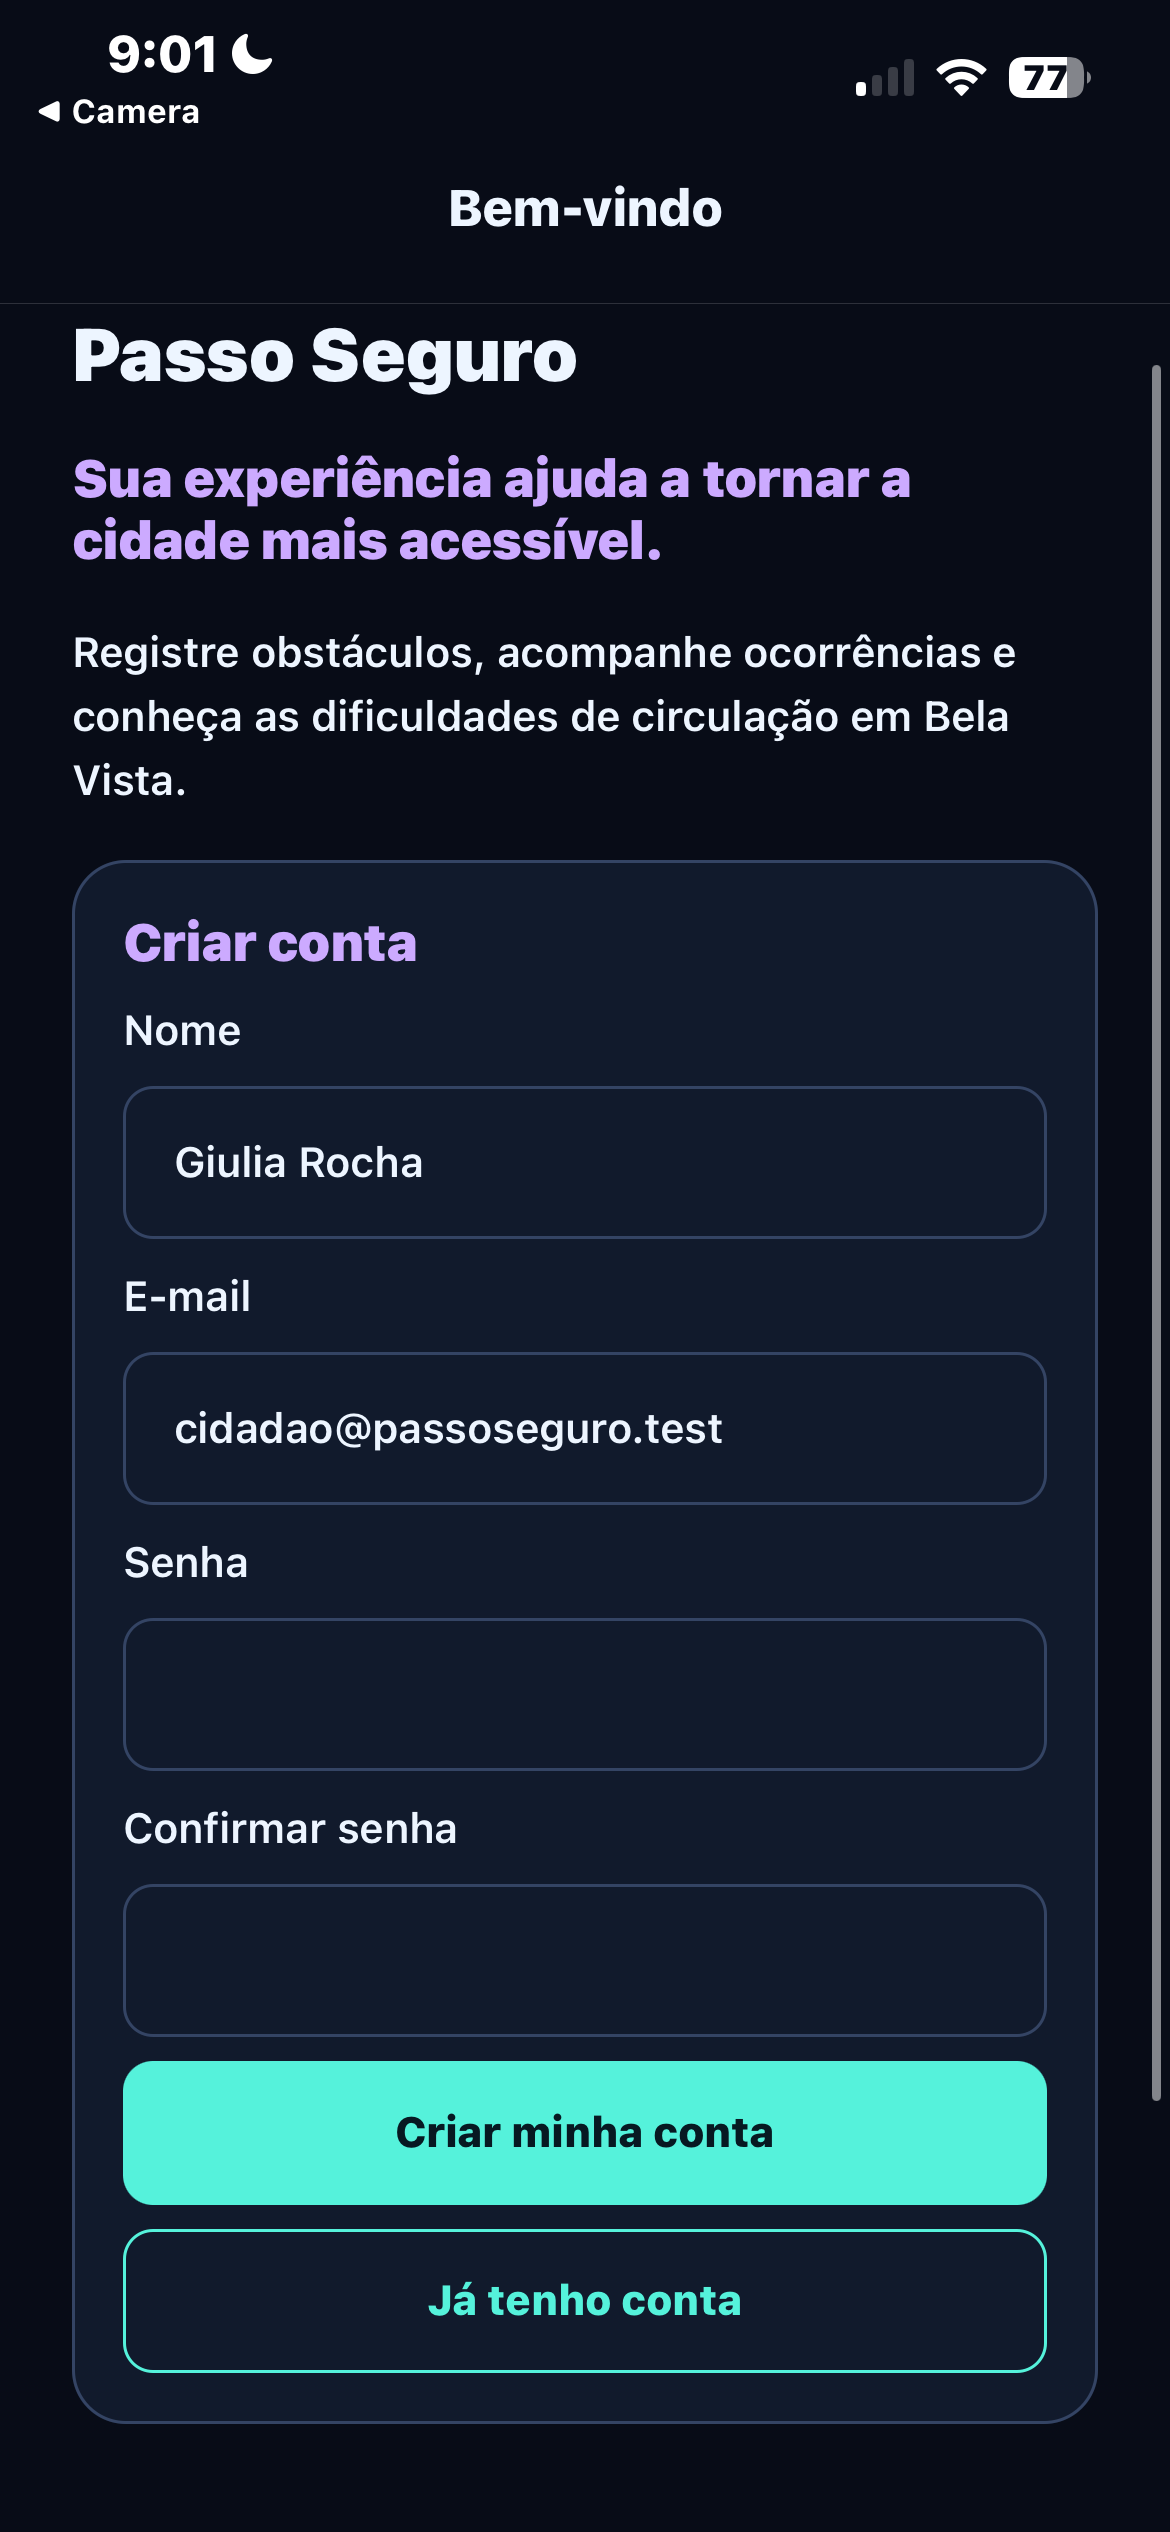 9:01
77
Camera
Bem-vindo
Passo Seguro
Sua experiência ajuda a tornar a
cidade mais acessível.
Registre obstáculos, acompanhe ocorrências e
conheça as dificuldades de circulação em Bela
Vista.
Criar conta
Nome
Giulia Rocha
E-mail
cidadao@passoseguro.test
Senha
Confirmar senha
Criar minha conta
Já tenho conta